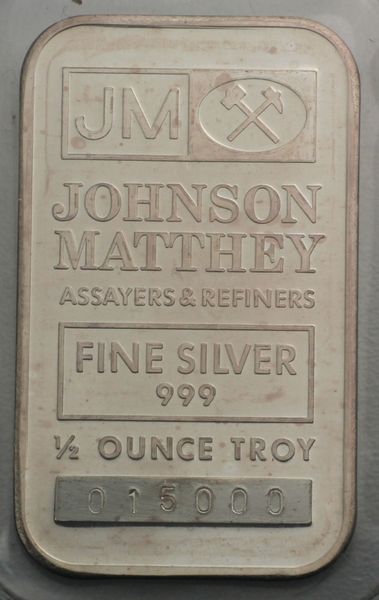 JM
JOHNSON
MATTHEY
ASSAYERS & REFINERS
FINE SILVER
999
½ OUNCE TROY
015000